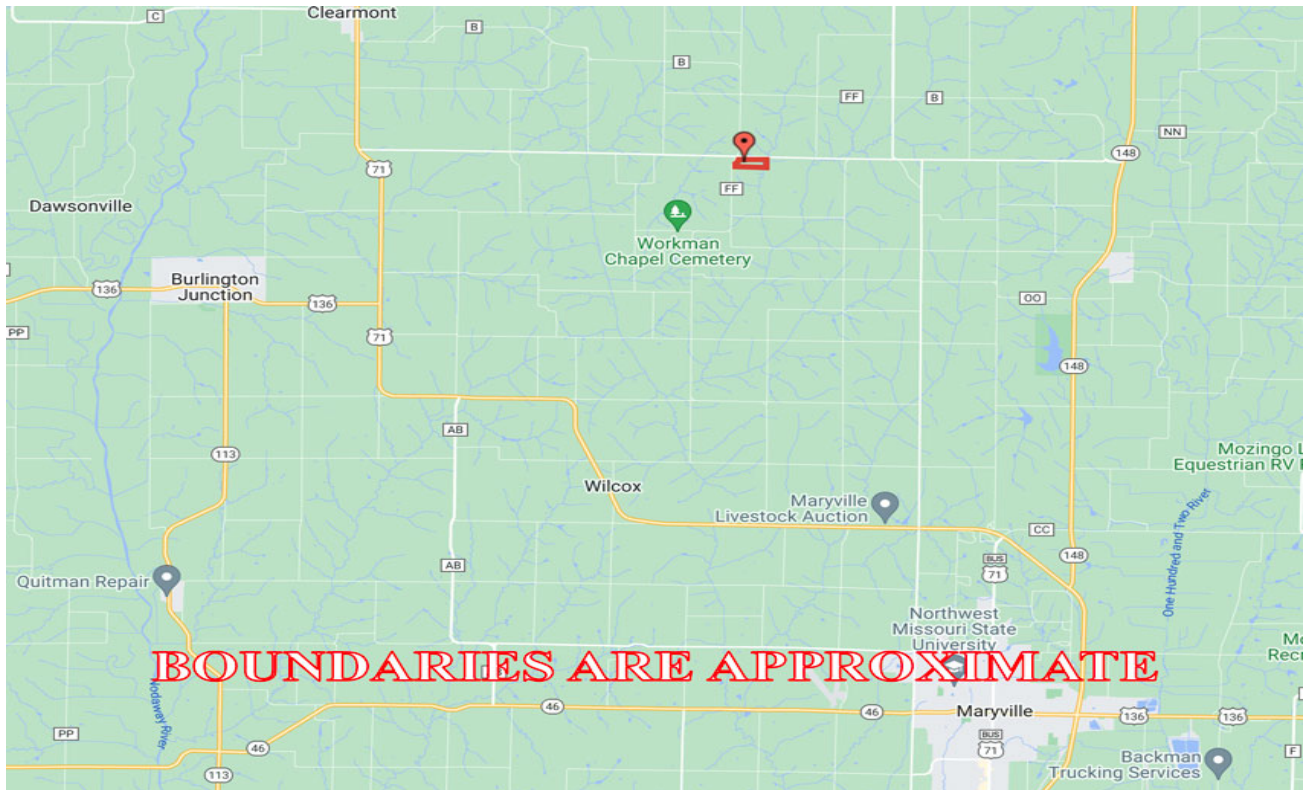 Clearmont
C
B
B
FF
B
NN
148
71
FF
Dawsonville
Workman
Chapel Cemetery
Burlington
Junction
136
136
OO
PP
71
148
AB
113
Mozingo L
Equestrian RV
Wilcox
Maryville
Livestock Auction
CC
148
One Hundred and Two River
BUS
71
AB
Quitman Repair
Northwest
Missouri State
University
Mo
Recr
BOUNDARIES ARE APPROXIMATE
Nodaway River
46
46
Maryville
136
136
PP
46
BUS
71
F
113
Backman
Trucking Services